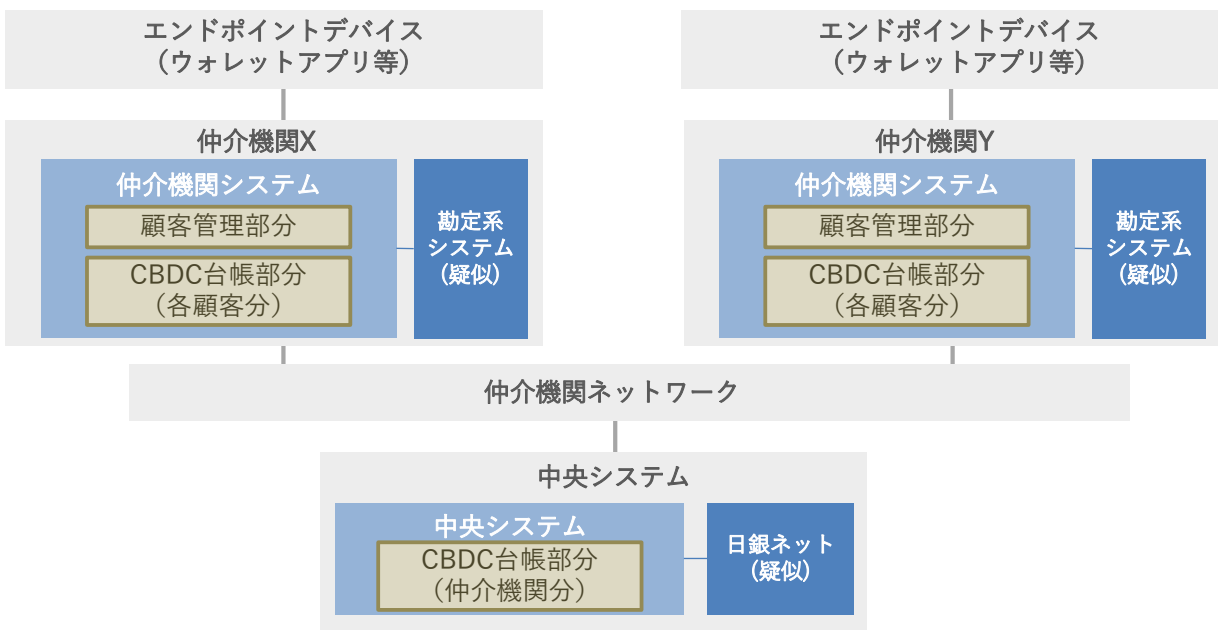 エンドポイントデバイス
（ウォレットアプリ等）
エンドポイントデバイス
（ウォレットアプリ等）
仲介機関X
仲介機関システム
顧客管理部分
CBDC台帳部分
（各顧客分）
勘定系
システム
(疑似)
仲介機関Y
仲介機関システム
顧客管理部分
CBDC台帳部分
（各顧客分）
勘定系
システム
(疑似)
仲介機関ネットワーク
中央システム
中央システム
CBDC台帳部分
（仲介機関分）
日銀ネット
(疑似)